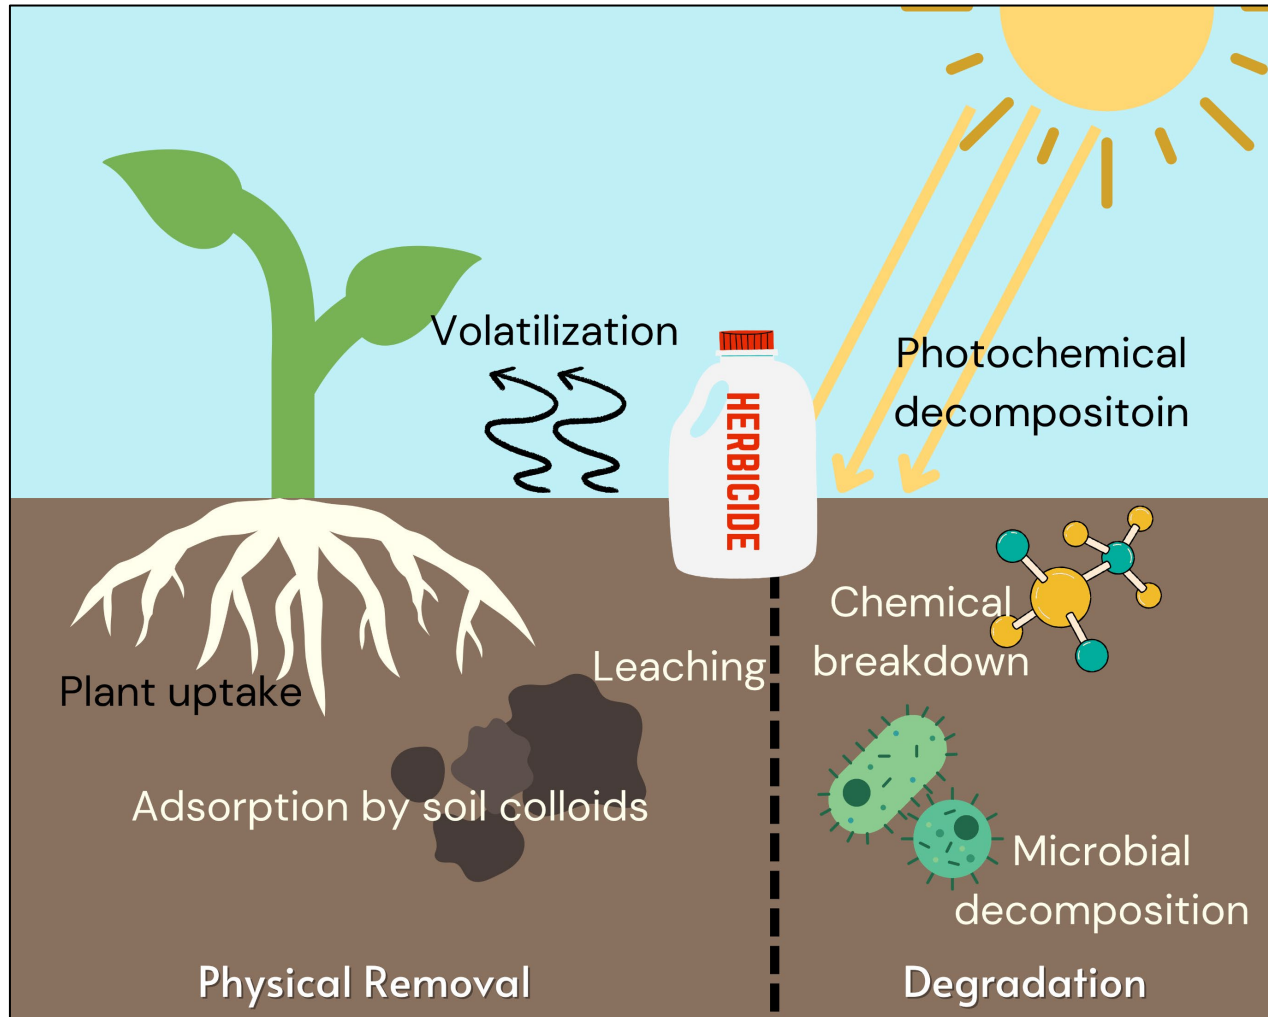 Volatilization
HERBICIDE
Photochemical
decompositoin
Chemical
breakdown
Leaching
Plant uptake
Adsorption by soil colloids
Microbial
decomposition
Physical Removal
Degradation